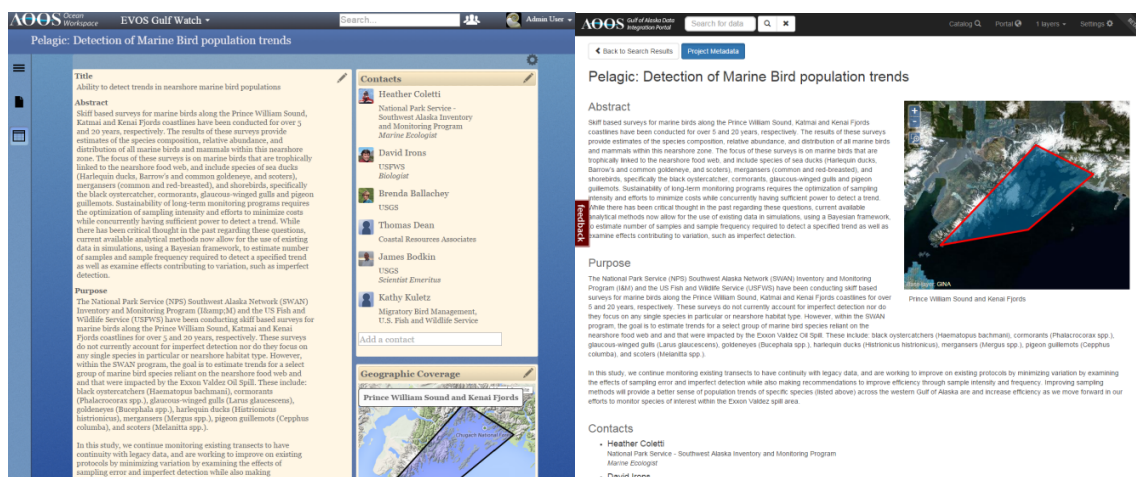 AOOS Ocean Workspace
EVOS Gulf Watch
Search...
Admin User
Pelagic: Detection of Marine Bird population trends
Title
Ability to detect trends in nearshore marine bird populations
Abstract
Skiff based surveys for marine birds along the Prince William Sound,
Katmai and Kenai Fjords coastlines have been conducted for over 5
and 20 years, respectively. The results of these surveys provide
estimates of the species composition, relative abundance, and
distribution of all marine birds and mammals within this nearshore
zone. The focus of these surveys is on marine birds that are trophically
linked to the nearshore food web, and include species of sea ducks
(Harlequin ducks, Barrow's and common goldeneye, and scoters),
mergansers (common and red-breasted), and shorebirds, specifically
the black oystercatcher, cormorants, glaucous-winged gulls and pigeon
guillemots. Sustainability of long-term monitoring programs requires
the optimization of sampling intensity and efforts to minimize costs
while concurrently having sufficient power to detect a trend. While
there has been critical thought in the past regarding these questions,
current available analytical methods now allow for the use of existing
data in simulations, using a Bayesian framework, to estimate number
of samples and sample frequency required to detect a specified trend
as well as examine effects contributing to variation, such as imperfect
detection.
Purpose
The National Park Service (NPS) Southwest Alaska Network (SWAN)
Inventory and Monitoring Program (I&amp;M) and the US Fish and
Wildlife Service (USFWS) have been conducting skiff based surveys for
marine birds along the Prince William Sound, Katmai and Kenai
Fjords coastlines for over 5 and 20 years, respectively. These surveys
do not currently account for imperfect detection nor do they focus on
any single species in particular or nearshore habitat type. However,
within the SWAN program, the goal is to estimate trends for a select
group of marine bird species reliant on the nearshore food web and
and that were impacted by the Exxon Valdez Oil Spill. These include:
black oystercatchers (Haematopus bachmani), cormorants
(Phalacrocorax spp.), glaucous-winged gulls (Larus glaucescens),
goldeneyes (Bucephala spp.), harlequin ducks (Histrionicus
histrionicus), mergansers (Mergus spp.), pigeon guillemots (Cepphus
columba), and scoters (Melanitta spp.).
In this study, we continue monitoring existing transects to have
continuity with legacy data, and are working to improve on existing
protocols by minimizing variation by examining the effects of
sampling error and imperfect detection while also making
Contacts
Heather Coletti
National Park Service -
Southwest Alaska Inventory
and Monitoring Program
Marine Ecologist
David Irons
USFWS
Biologist
Brenda Ballachey
USGS
Thomas Dean
Coastal Resources Associates
James Bodkin
USGS
Scientist Emeritus
Kathy Kuletz
Migratory Bird Management,
U.S. Fish and Wildlife Service
Add a contact
Geographic Coverage
Prince William Sound and Kenai Fjords
Chugach National
AOOS Gulf of Alaska Data Integration Portal
Search for data
Catalog
Portal
1 layers
Settings
Back to Search Results
Project Metadata
Pelagic: Detection of Marine Bird population trends
Abstract
Skiff based surveys for marine birds along the Prince William Sound, Katmai and Kenai Fjords
coastlines have been conducted for over 5 and 20 years, respectively. The results of these surveys
provide estimates of the species composition, relative abundance, and distribution of all marine birds
and mammals within this nearshore zone. The focus of these surveys is on marine birds that are
trophically linked to the nearshore food web, and include species of sea ducks (Harlequin ducks,
Barrow's and common goldeneye, and scoters), mergansers (common and red-breasted), and
shorebirds, specifically the black oystercatcher, cormorants, glaucous-winged gulls and pigeon
guillemots. Sustainability of long-term monitoring programs requires the optimization of sampling
intensity and efforts to minimize costs while concurrently having sufficient power to detect a trend.
While there has been critical thought in the past regarding these questions, current available
analytical methods now allow for the use of existing data in simulations, using a Bayesian framework,
to estimate number of samples and sample frequency required to detect a specified trend as well as
examine effects contributing to variation, such as imperfect detection.
feedback
GINA
Prince William Sound and Kenai Fjords
Purpose
The National Park Service (NPS) Southwest Alaska Network (SWAN) Inventory and Monitoring
Program (I&M) and the US Fish and Wildlife Service (USFWS) have been conducting skiff based
surveys for marine birds along the Prince William Sound, Katmai and Kenai Fjords coastlines for over
5 and 20 years, respectively. These surveys do not currently account for imperfect detection nor do
they focus on any single species in particular or nearshore habitat type. However, within the SWAN
program, the goal is to estimate trends for a select group of marine bird species reliant on the
nearshore food web and and that were impacted by the Exxon Valdez Oil Spill. These include: black oystercatchers (Haematopus bachmani), cormorants (Phalacrocorax spp.),
glaucous-winged gulls (Larus glaucescens), goldeneyes (Bucephala spp.), harlequin ducks (Histrionicus histrionicus), mergansers (Mergus spp.), pigeon guillemots (Cepphus
columba), and scoters (Melanitta spp.).
In this study, we continue monitoring existing transects to have continuity with legacy data, and are working to improve on existing protocols by minimizing variation by examining
the effects of sampling error and imperfect detection while also making recommendations to improve efficiency through sample intensity and frequency. Improving sampling
methods will provide a better sense of population trends of specific species (listed above) across the western Gulf of Alaska and are increase efficiency as we move forward in our
efforts to monitor species of interest within the Exxon Valdez spill area.
Contacts
Heather Coletti
National Park Service - Southwest Alaska Inventory and Monitoring Program
Marine Ecologist
David Irons